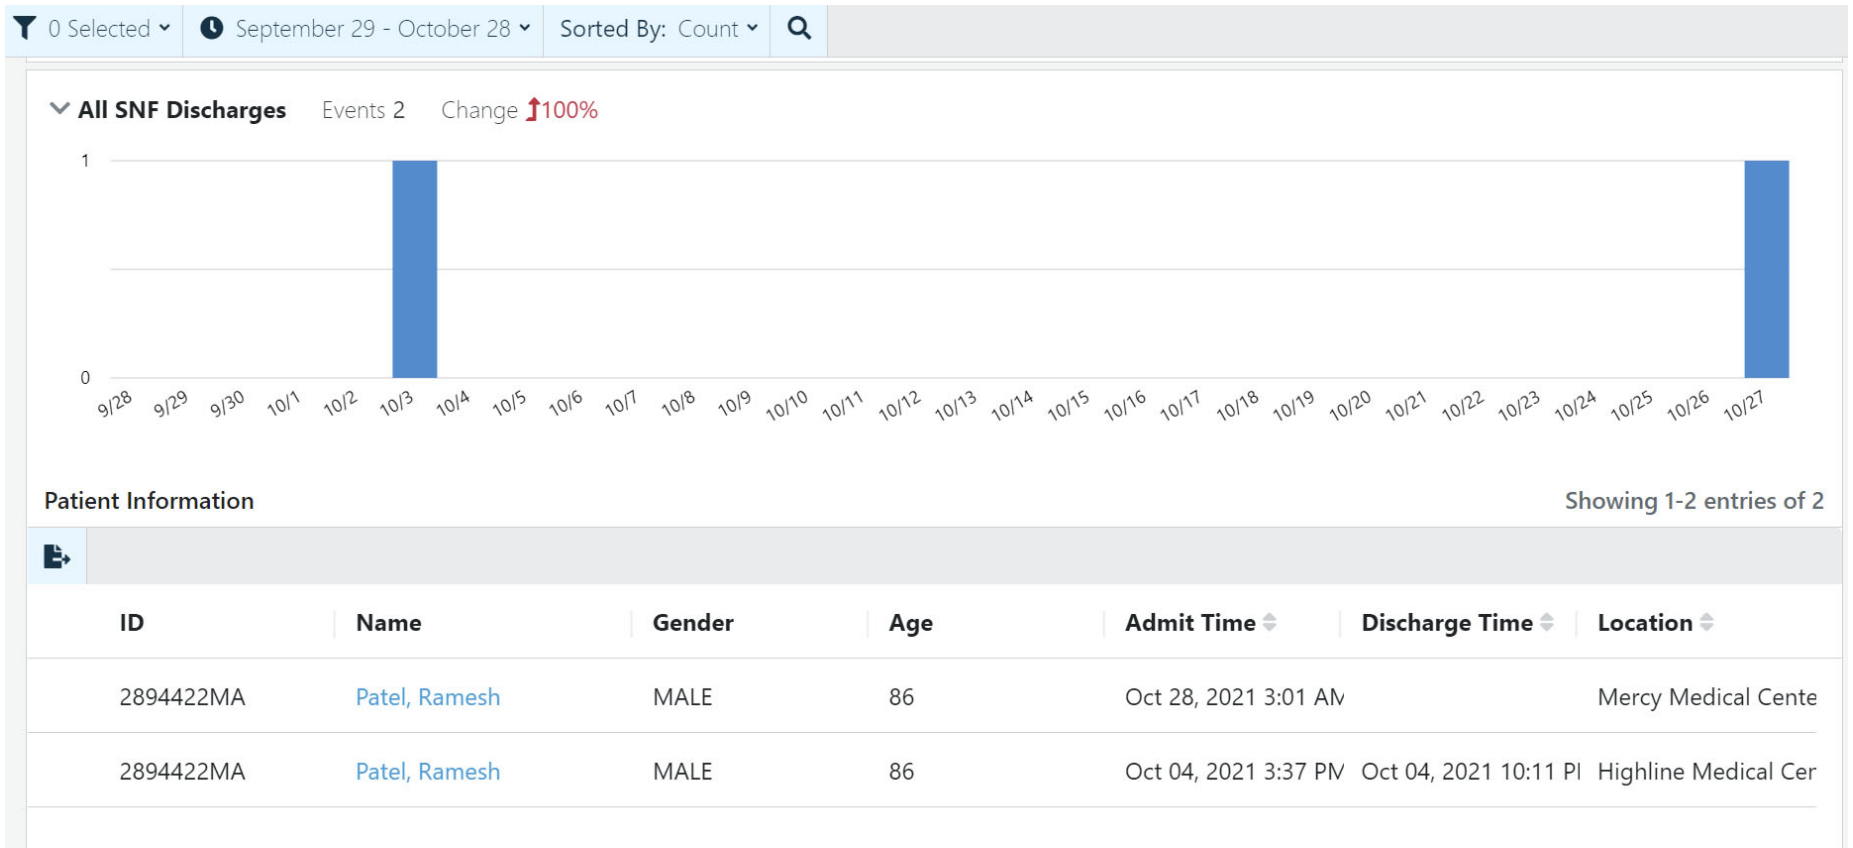 0 Selected September 29 - October 28 Sorted By: Count
All SNF Discharges Events 2 Change 100%
1
0
9/28 9/29 9/30 10/1 10/2 10/3 10/4 10/5 10/6 10/7 10/8 10/9 10/10 10/11 10/12 10/13 10/14 10/15 10/16 10/17 10/18 10/19 10/20 10/21 10/22 10/23 10/24 10/25 10/26 10/27
Patient Information Showing 1-2 entries of 2
ID Name Gender Age Admit Time Discharge Time Location
2894422MA Patel, Ramesh MALE 86 Oct 28, 2021 3:01 AM Mercy Medical Cente
2894422MA Patel, Ramesh MALE 86 Oct 04, 2021 3:37 PM Oct 04, 2021 10:11 P Highline Medical Cer